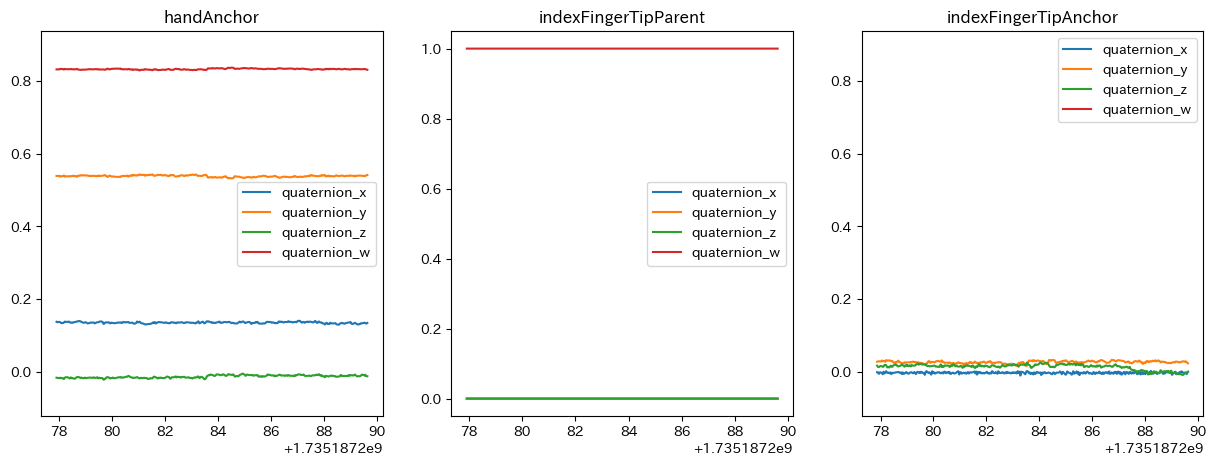 handAnchor
0.8
0.6
0.4
0.2
0.0
quaternion_x
quaternion_y
quaternion_z
quaternion_w
78 80 82 84 86 88 90
+1.7351872e9
indexFingerTipParent
1.0
0.8
0.6
0.4
0.2
0.0
quaternion_x
quaternion_y
quaternion_z
quaternion_w
78 80 82 84 86 88 90
+1.7351872e9
indexFingerTipAnchor
0.8
0.6
0.4
0.2
0.0
quaternion_x
quaternion_y
quaternion_z
quaternion_w
78 80 82 84 86 88 90
+1.7351872e9